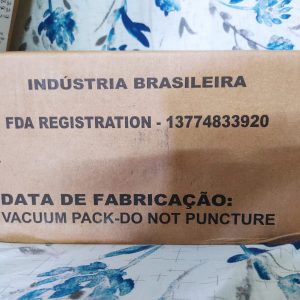 INDÚSTRIA BRASILEIRA
FDA REGISTRATION - 13774833920
DATA DE FABRICAÇÃO:
VACUUM PACK-DO NOT PUNCTURE